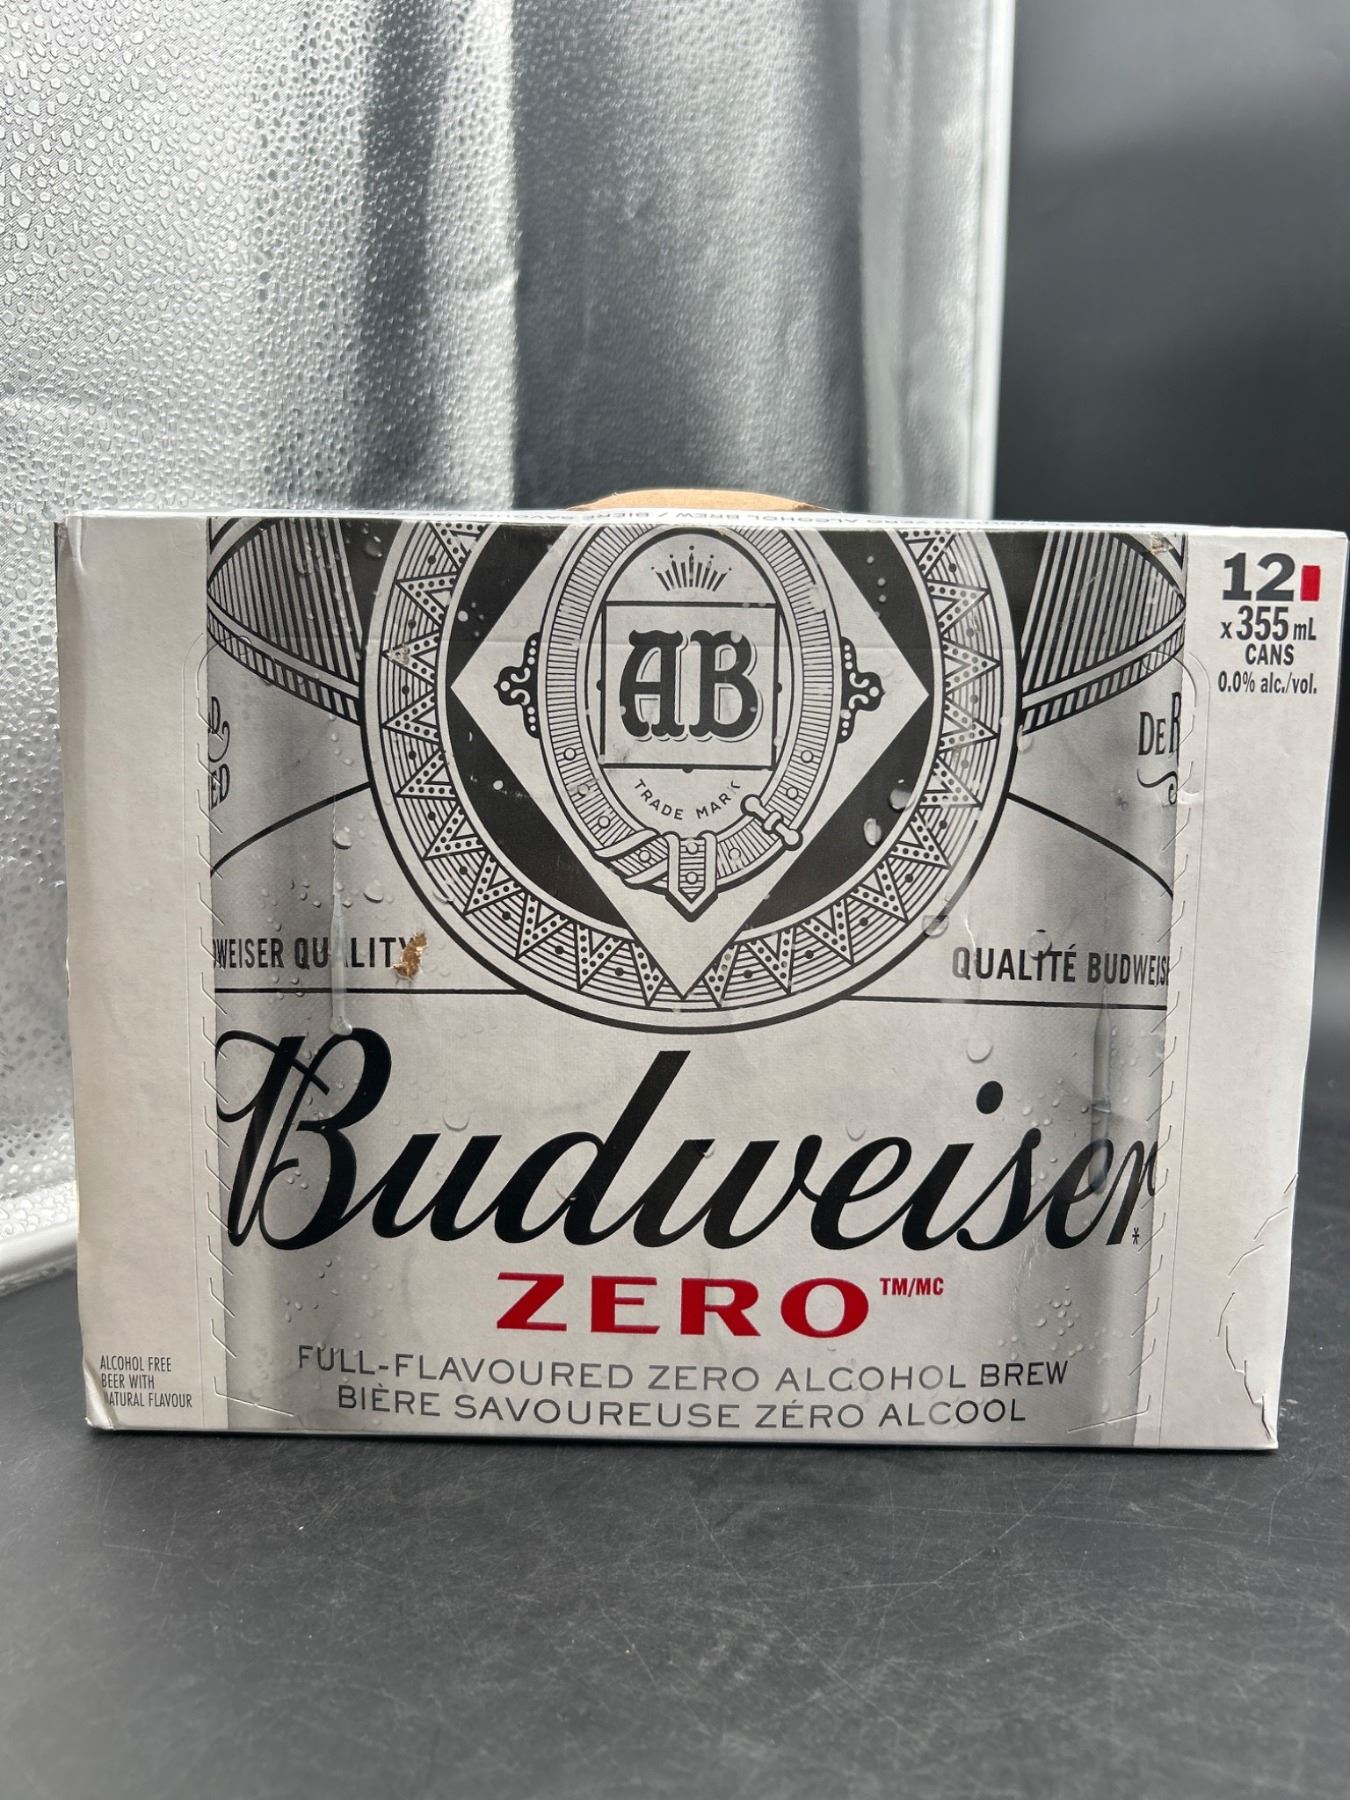 12
x 355 mL
CANS
0.0% alc./vol.
AB
TRADE MARK
DE R
WEISER QUALITY
QUALITÉ BUDWEIS
Budweiser
ZERO TM/MC
FULL-FLAVOURED ZERO ALCOHOL BREW
BIÈRE SAVOUREUSE ZÉRO ALCOOL
ALCOHOL FREE
BEER WITH
NATURAL FLAVOUR